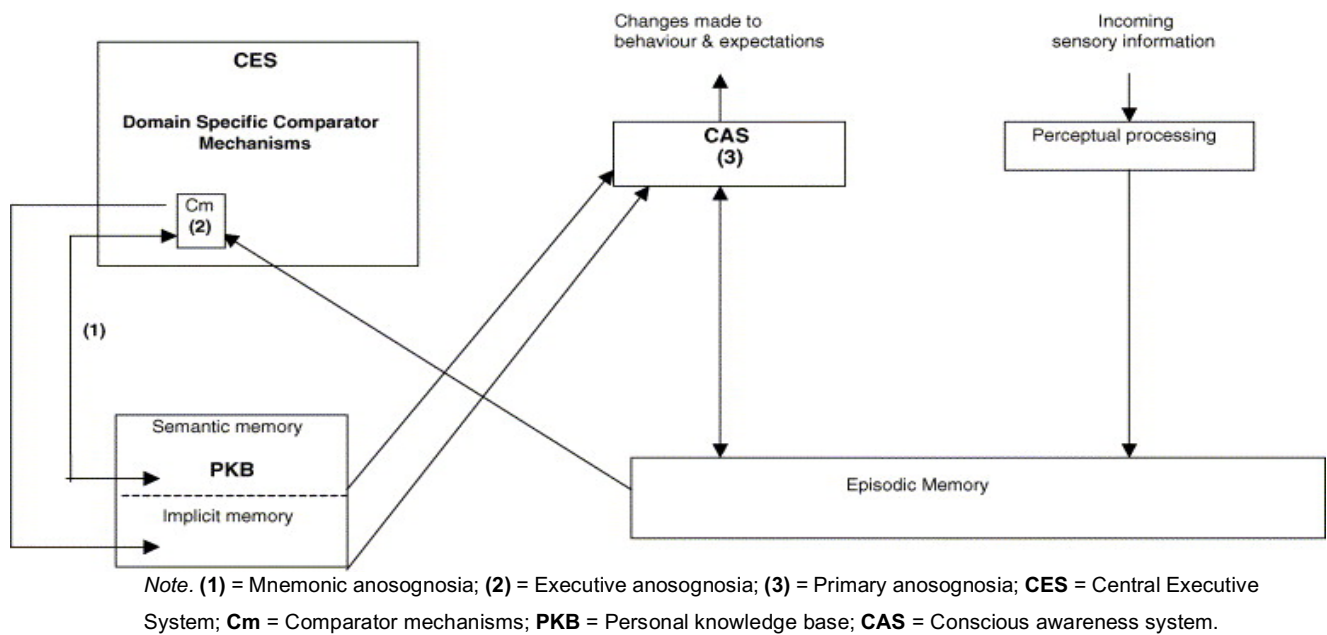 Changes made to
behaviour & expectations
Incoming
sensory information
CES
Domain Specific Comparator
Mechanisms
Cm
(2)
CAS
(3)
Perceptual processing
(1)
Semantic memory
PKB
Implicit memory
Episodic Memory
Note. (1) = Mnemonic anosognosia; (2) = Executive anosognosia; (3) = Primary anosognosia; CES = Central Executive
System; Cm = Comparator mechanisms; PKB = Personal knowledge base; CAS = Conscious awareness system.